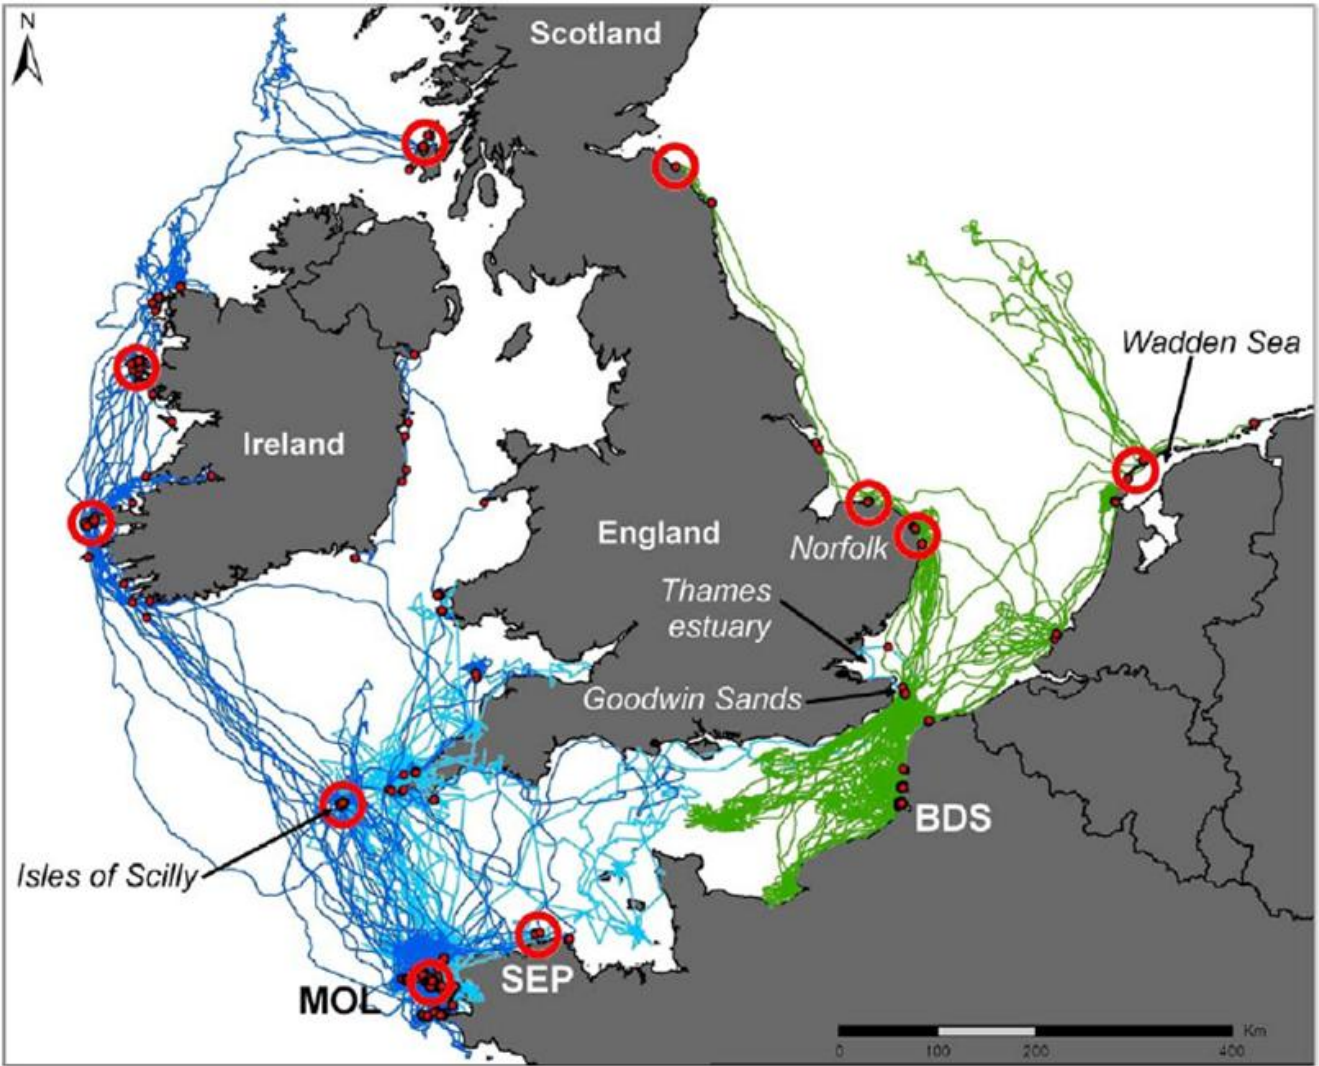 N
Scotland
Wadden Sea
Ireland
England
Norfolk
Thames
estuary
Goodwin Sands
BDS
Isles of Scilly
SEP
MOL
Km
0 100 200 400